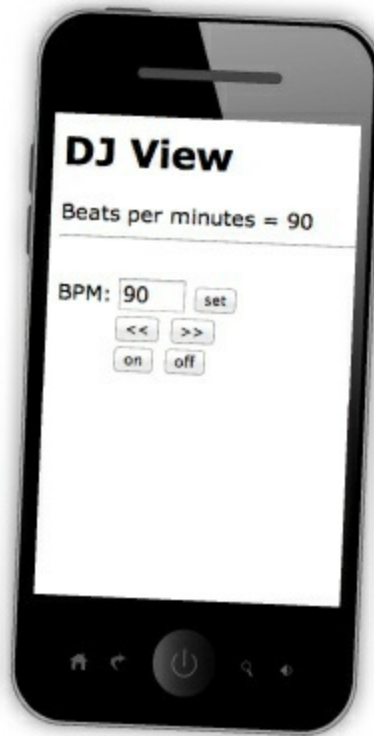 DJ View
Beats per minutes = 90
BPM: 90 set
<< >>
on off